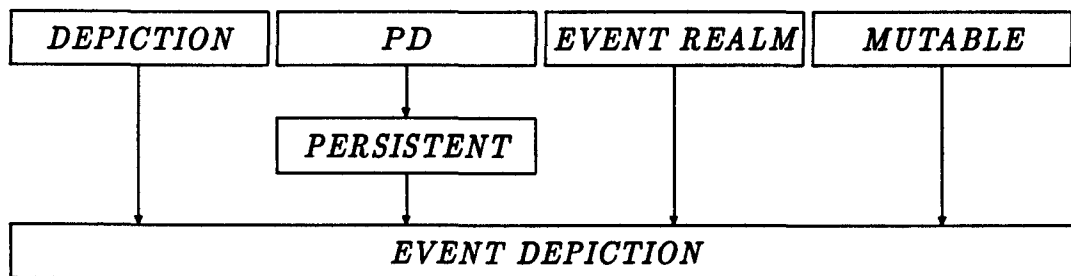 DEPICTION
PD
EVENT REALM
MUTABLE
PERSISTENT
EVENT DEPICTION